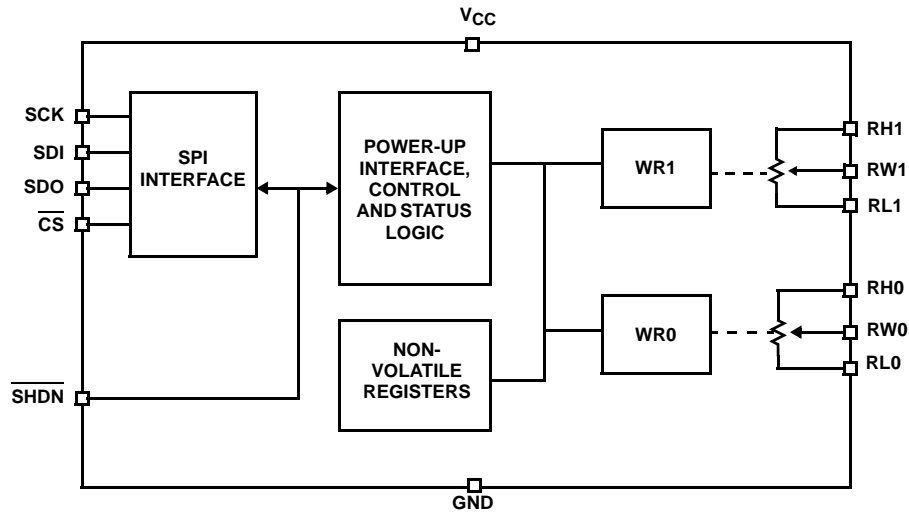 VCC
SCK
SDI
SDO
CS
SHDN
SPI
INTERFACE
POWER-UP
INTERFACE,
CONTROL
AND STATUS
LOGIC
NON-
VOLATILE
REGISTERS
WR1
WR0
RH1
RW1
RL1
RH0
RW0
RL0
GND